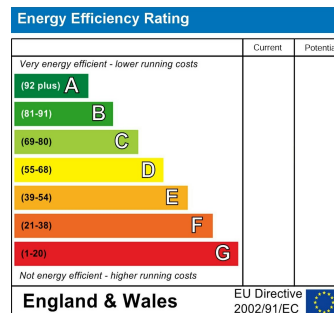 Energy Efficiency Rating
Current Potential
Very energy efficient - lower running costs
(92 plus) A
(81-91) B
(69-80) C
(55-68) D
(39-54) E
(21-38) F
(1-20) G
Not energy efficient - higher running costs
England & Wales
EU Directive
2002/91/EC